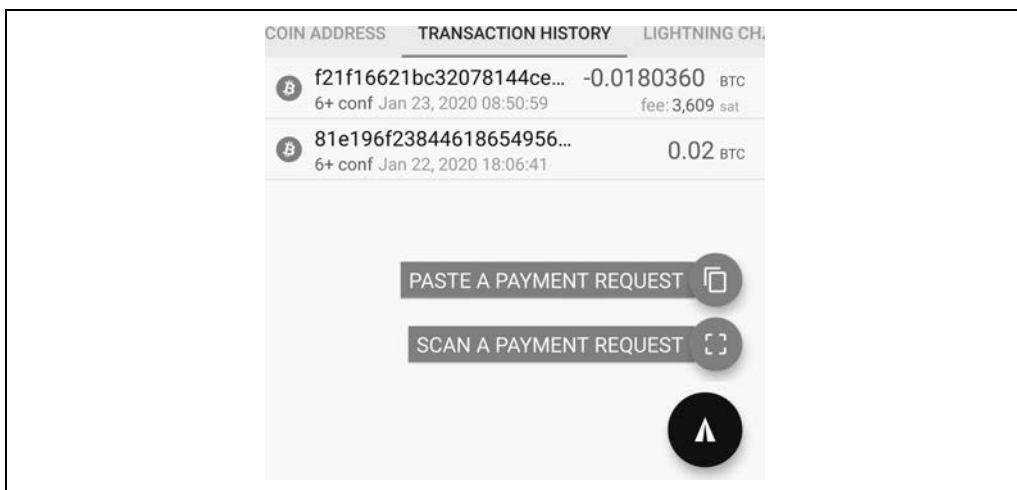 COIN ADDRESS TRANSACTION HISTORY LIGHTNING CH
f21f16621bc32078144ce... -0.0180360 BTC
6+ conf Jan 23, 2020 08:50:59 fee: 3,609 sat
81e196f23844618654956... 0.02 BTC
6+ conf Jan 22, 2020 18:06:41
PASTE A PAYMENT REQUEST
SCAN A PAYMENT REQUEST